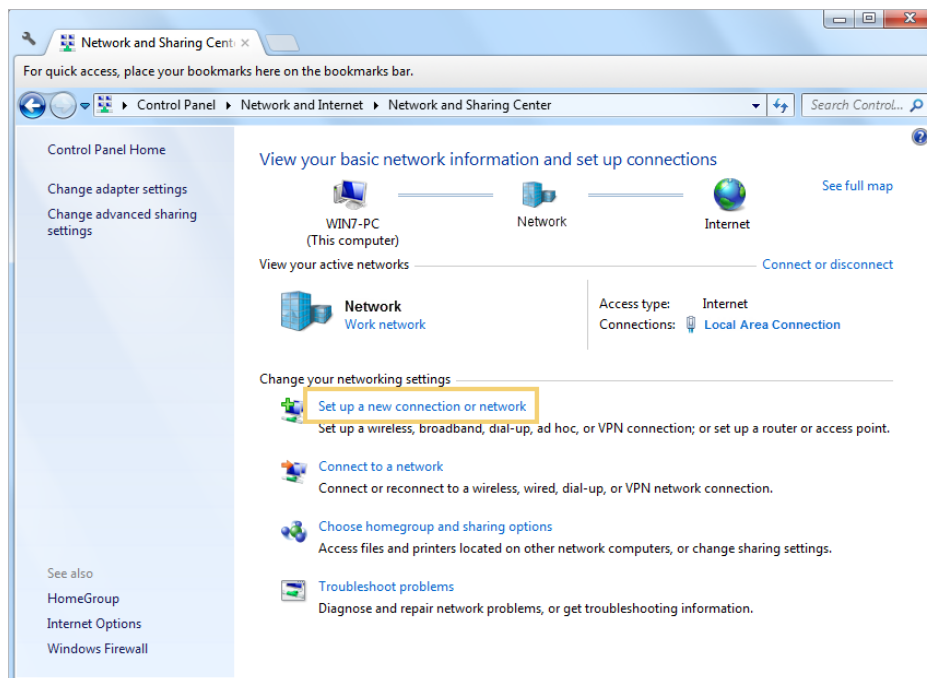 Network and Sharing Cent
For quick access, place your bookmarks here on the bookmarks bar.
Control Panel Network and Internet Network and Sharing Center
Search Control...
Control Panel Home
Change adapter settings
Change advanced sharing
settings
View your basic network information and set up connections
See full map
WIN7-PC
(This computer)
Network
Internet
View your active networks
Connect or disconnect
Network
Work network
Access type: Internet
Connections: Local Area Connection
Change your networking settings
Set up a new connection or network
Set up a wireless, broadband, dial-up, ad hoc, or VPN connection; or set up a router or access point.
Connect to a network
Connect or reconnect to a wireless, wired, dial-up, or VPN network connection.
Choose homegroup and sharing options
Access files and printers located on other network computers, or change sharing settings.
Troubleshoot problems
Diagnose and repair network problems, or get troubleshooting information.
See also
HomeGroup
Internet Options
Windows Firewall